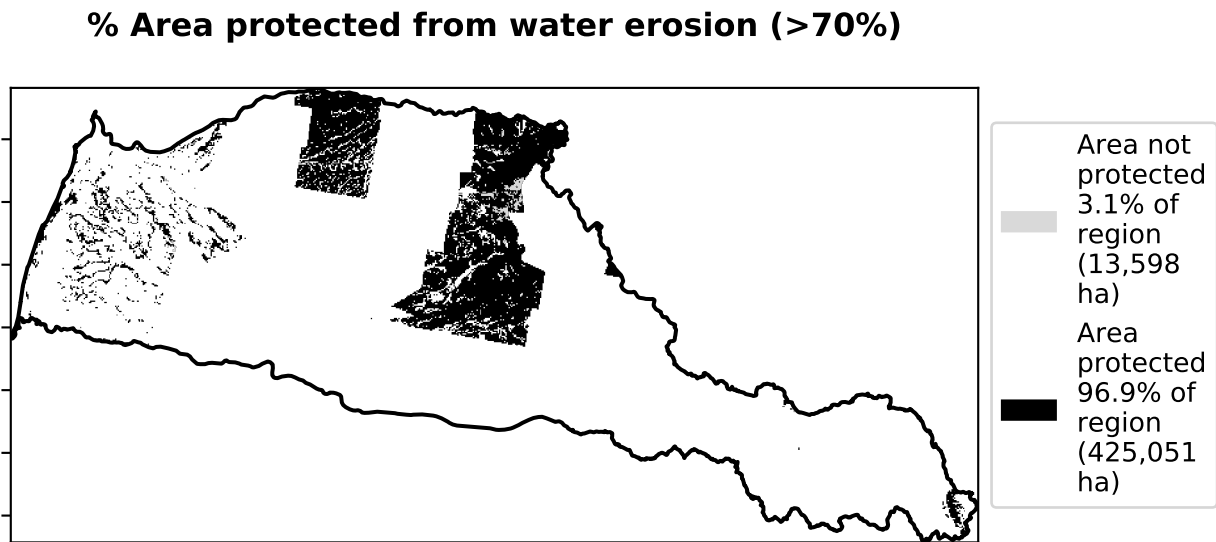 % Area protected from water erosion (>70%)
Area not
protected
3.1% of
region
(13,598
ha)
Area
protected
96.9% of
region
(425,051
ha)